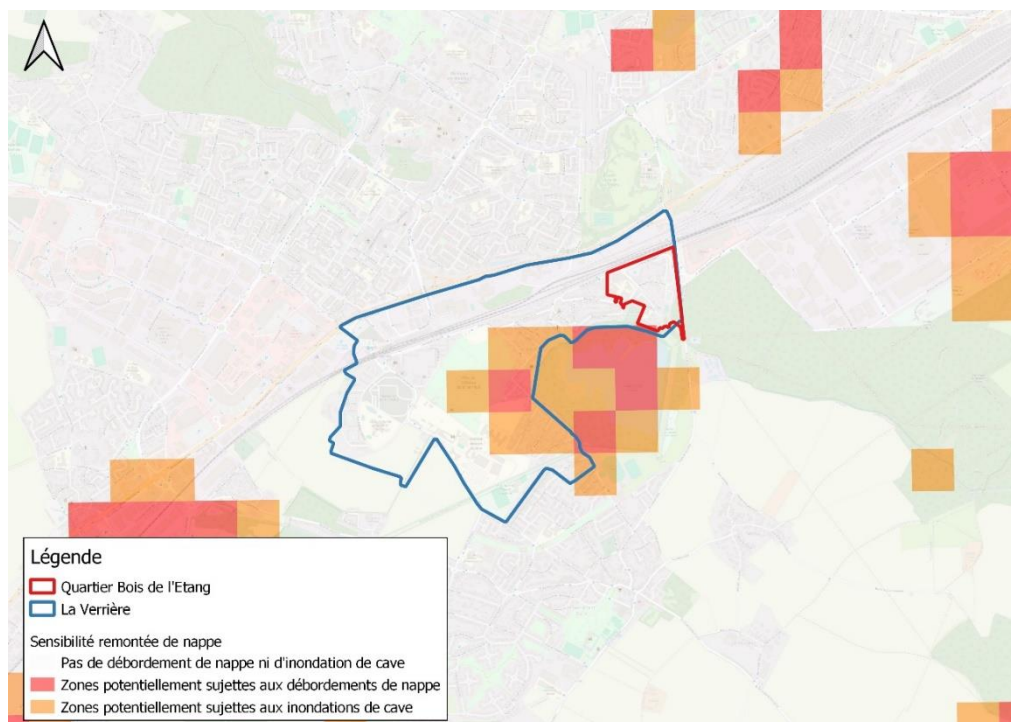 Légende
Quartier Bois de l'Etang
La Verrière
Sensibilité remontée de nappe
Pas de débordement de nappe ni d'inondation de cave
Zones potentiellement sujettes aux débordements de nappe
Zones potentiellement sujettes aux inondations de cave